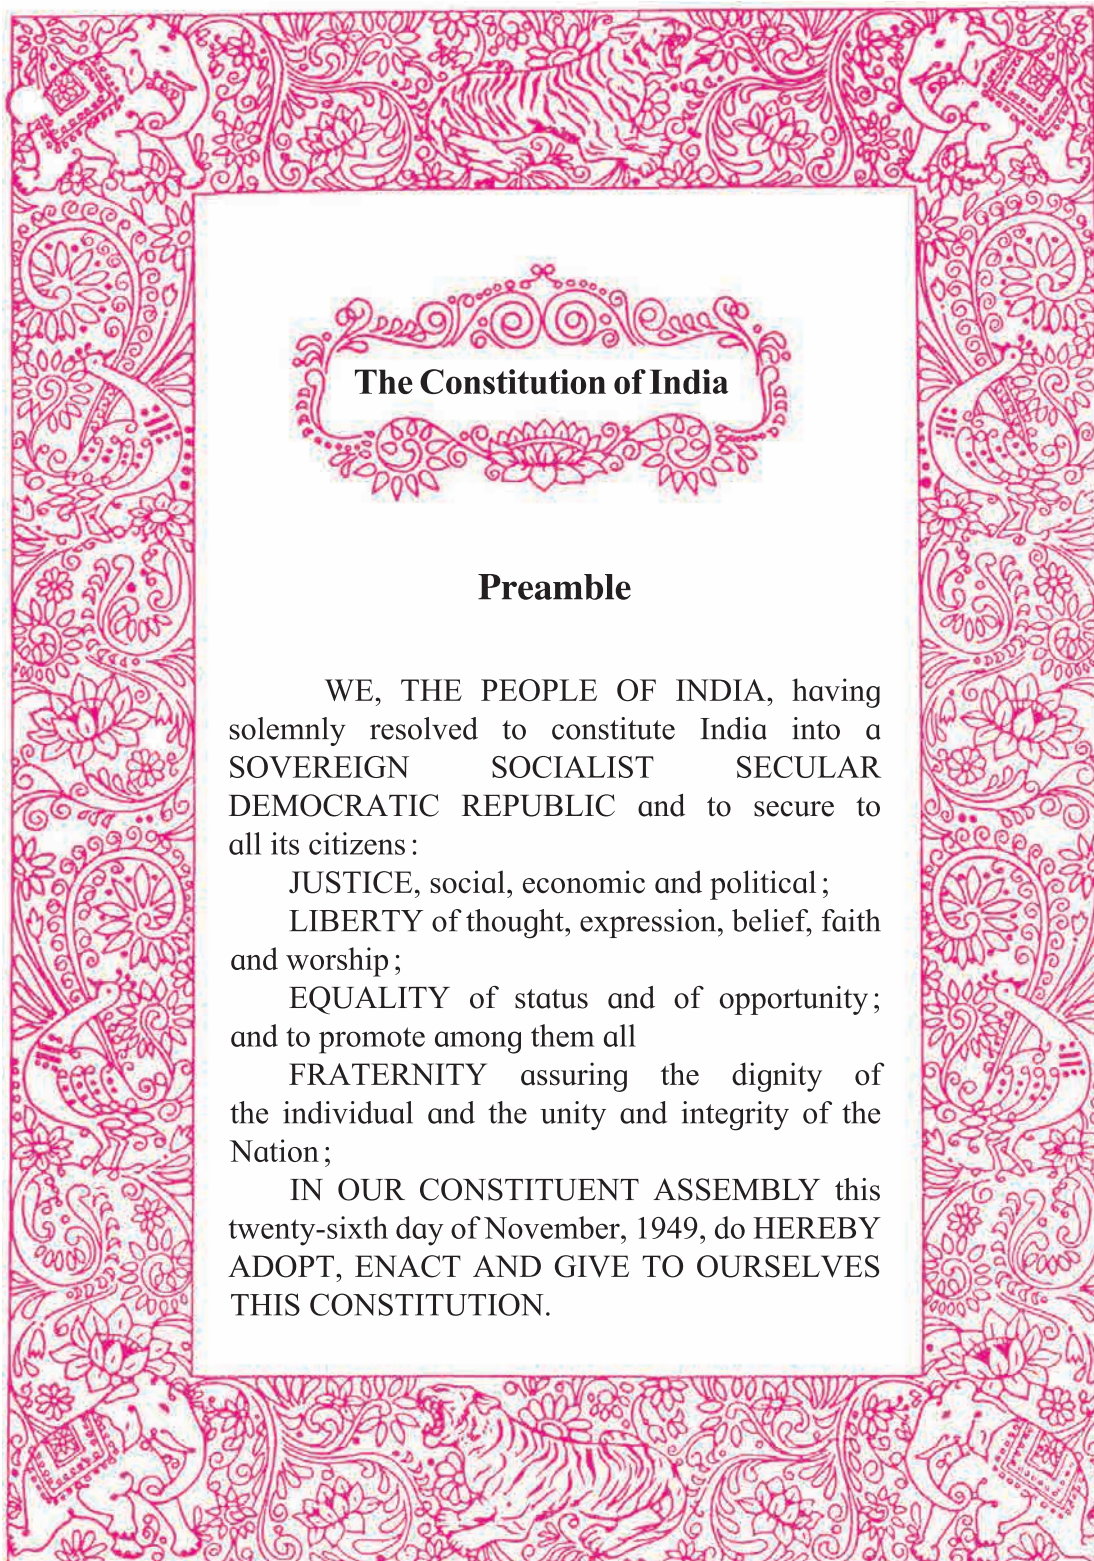 The Constitution of India
Preamble
WE, THE PEOPLE OF INDIA, having
solemnly resolved to constitute India into a
SOVEREIGN SOCIALIST SECULAR
DEMOCRATIC REPUBLIC and to secure to
all its citizens :
JUSTICE, social, economic and political ;
LIBERTY of thought, expression, belief, faith
and worship ;
EQUALITY of status and of opportunity ;
and to promote among them all
FRATERNITY assuring the dignity of
the individual and the unity and integrity of the
Nation ;
IN OUR CONSTITUENT ASSEMBLY this
twenty-sixth day of November, 1949, do HEREBY
ADOPT, ENACT AND GIVE TO OURSELVES
THIS CONSTITUTION.